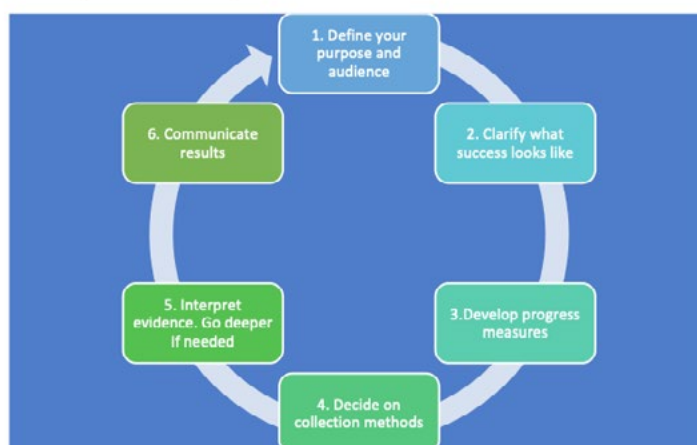 1. Define your
purpose and
audience
2. Clarify what
success looks like
3.Develop progress
measures
4. Decide on
collection methods
5. Interpret
evidence. Go deeper
if needed
6. Communicate
results